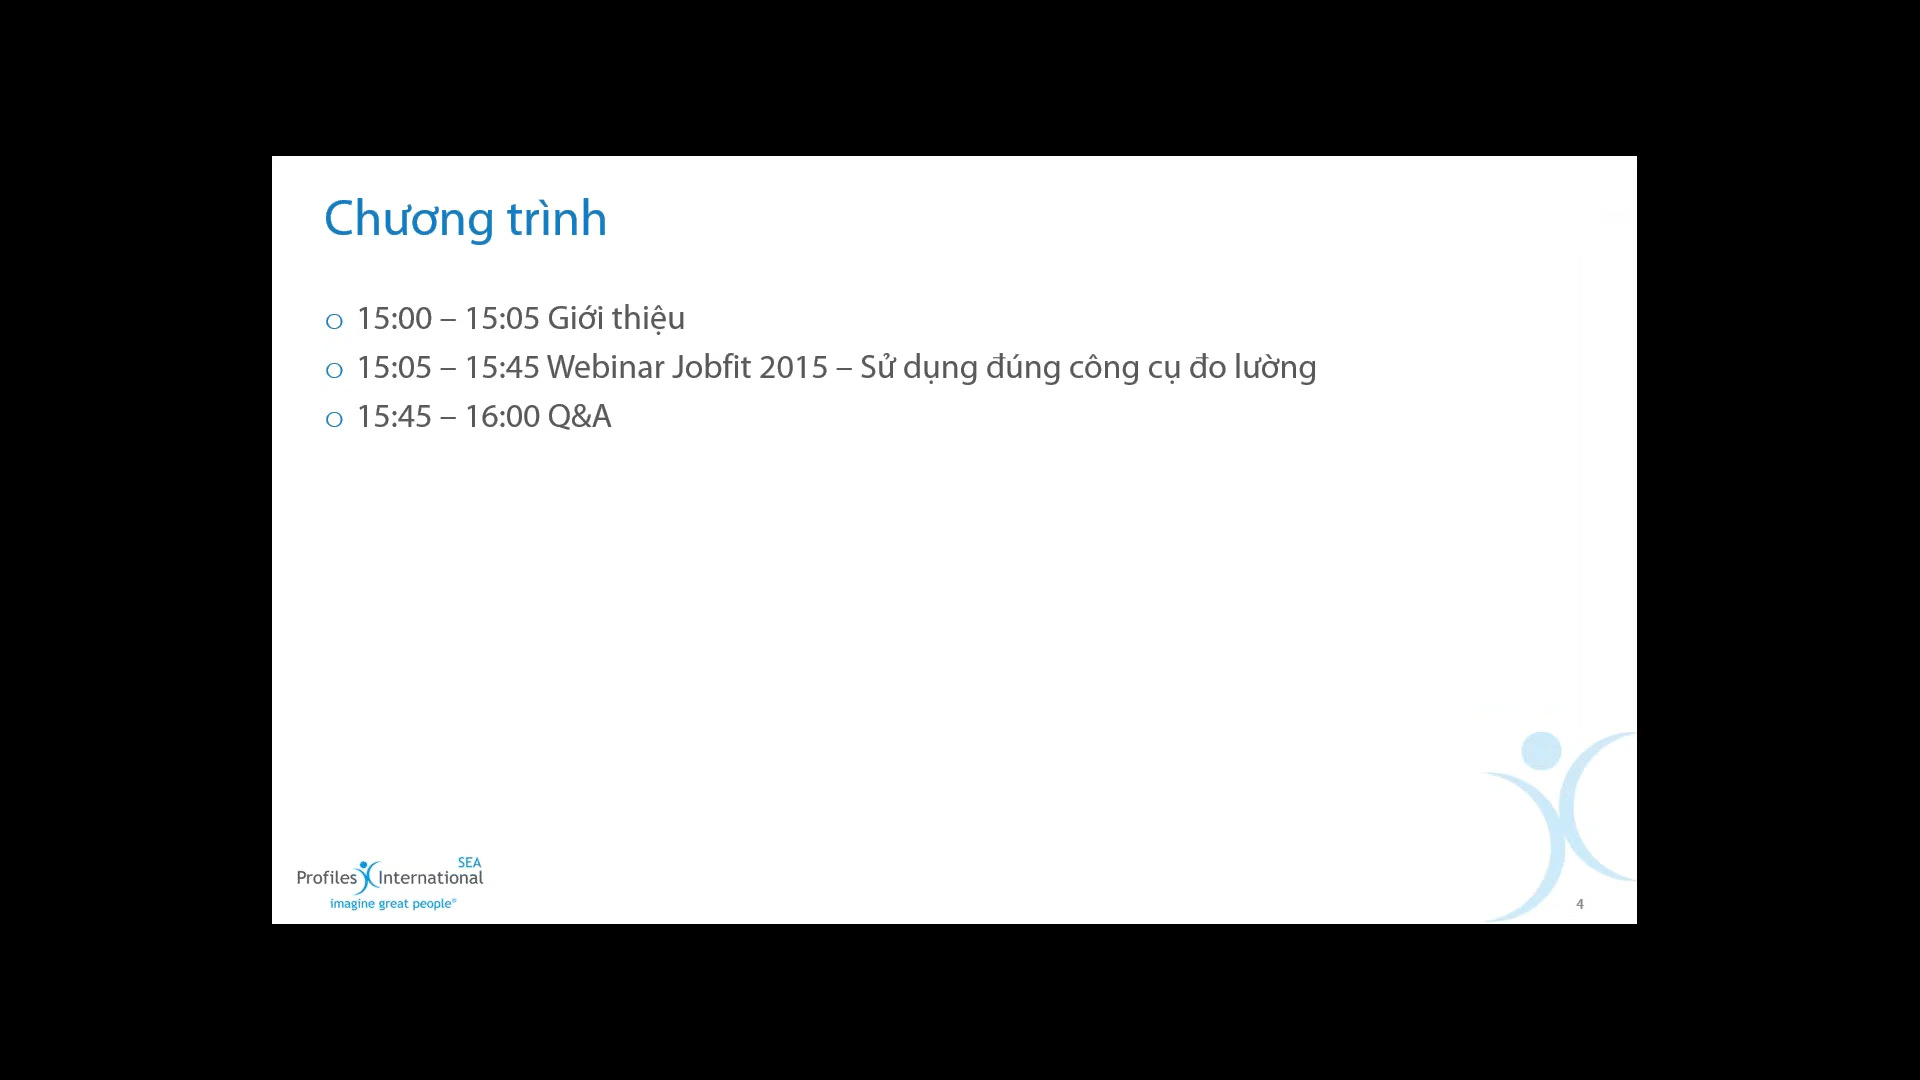 Chương trình
o 15:00 – 15:05 Giới thiệu
o 15:05 – 15:45 Webinar Jobfit 2015 – Sử dụng đúng công cụ đo lường
o 15:45 – 16:00 Q&A
SEA
Profiles International
imagine great people®
4